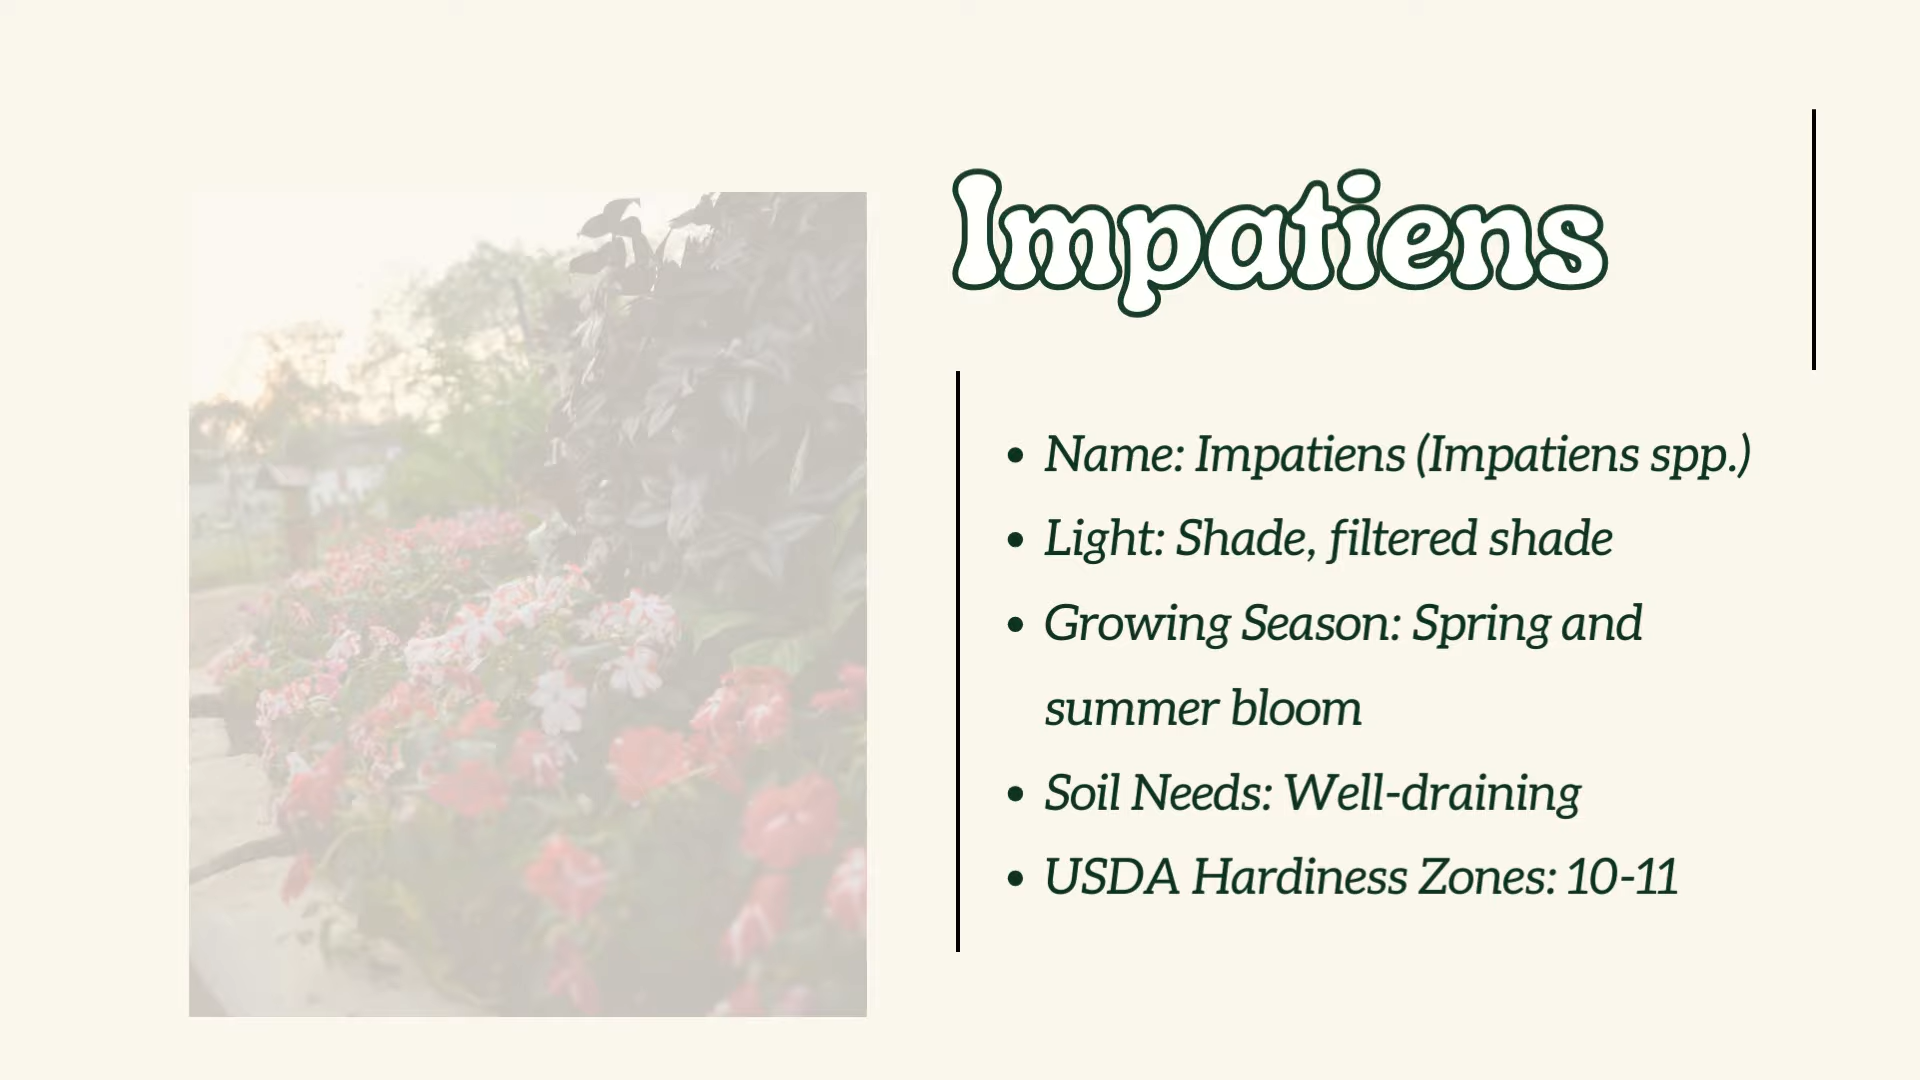 Impatiens
• Name: Impatiens (Impatiens spp.)
• Light: Shade, filtered shade
• Growing Season: Spring and
summer bloom
• Soil Needs: Well-draining
• USDA Hardiness Zones: 10-11